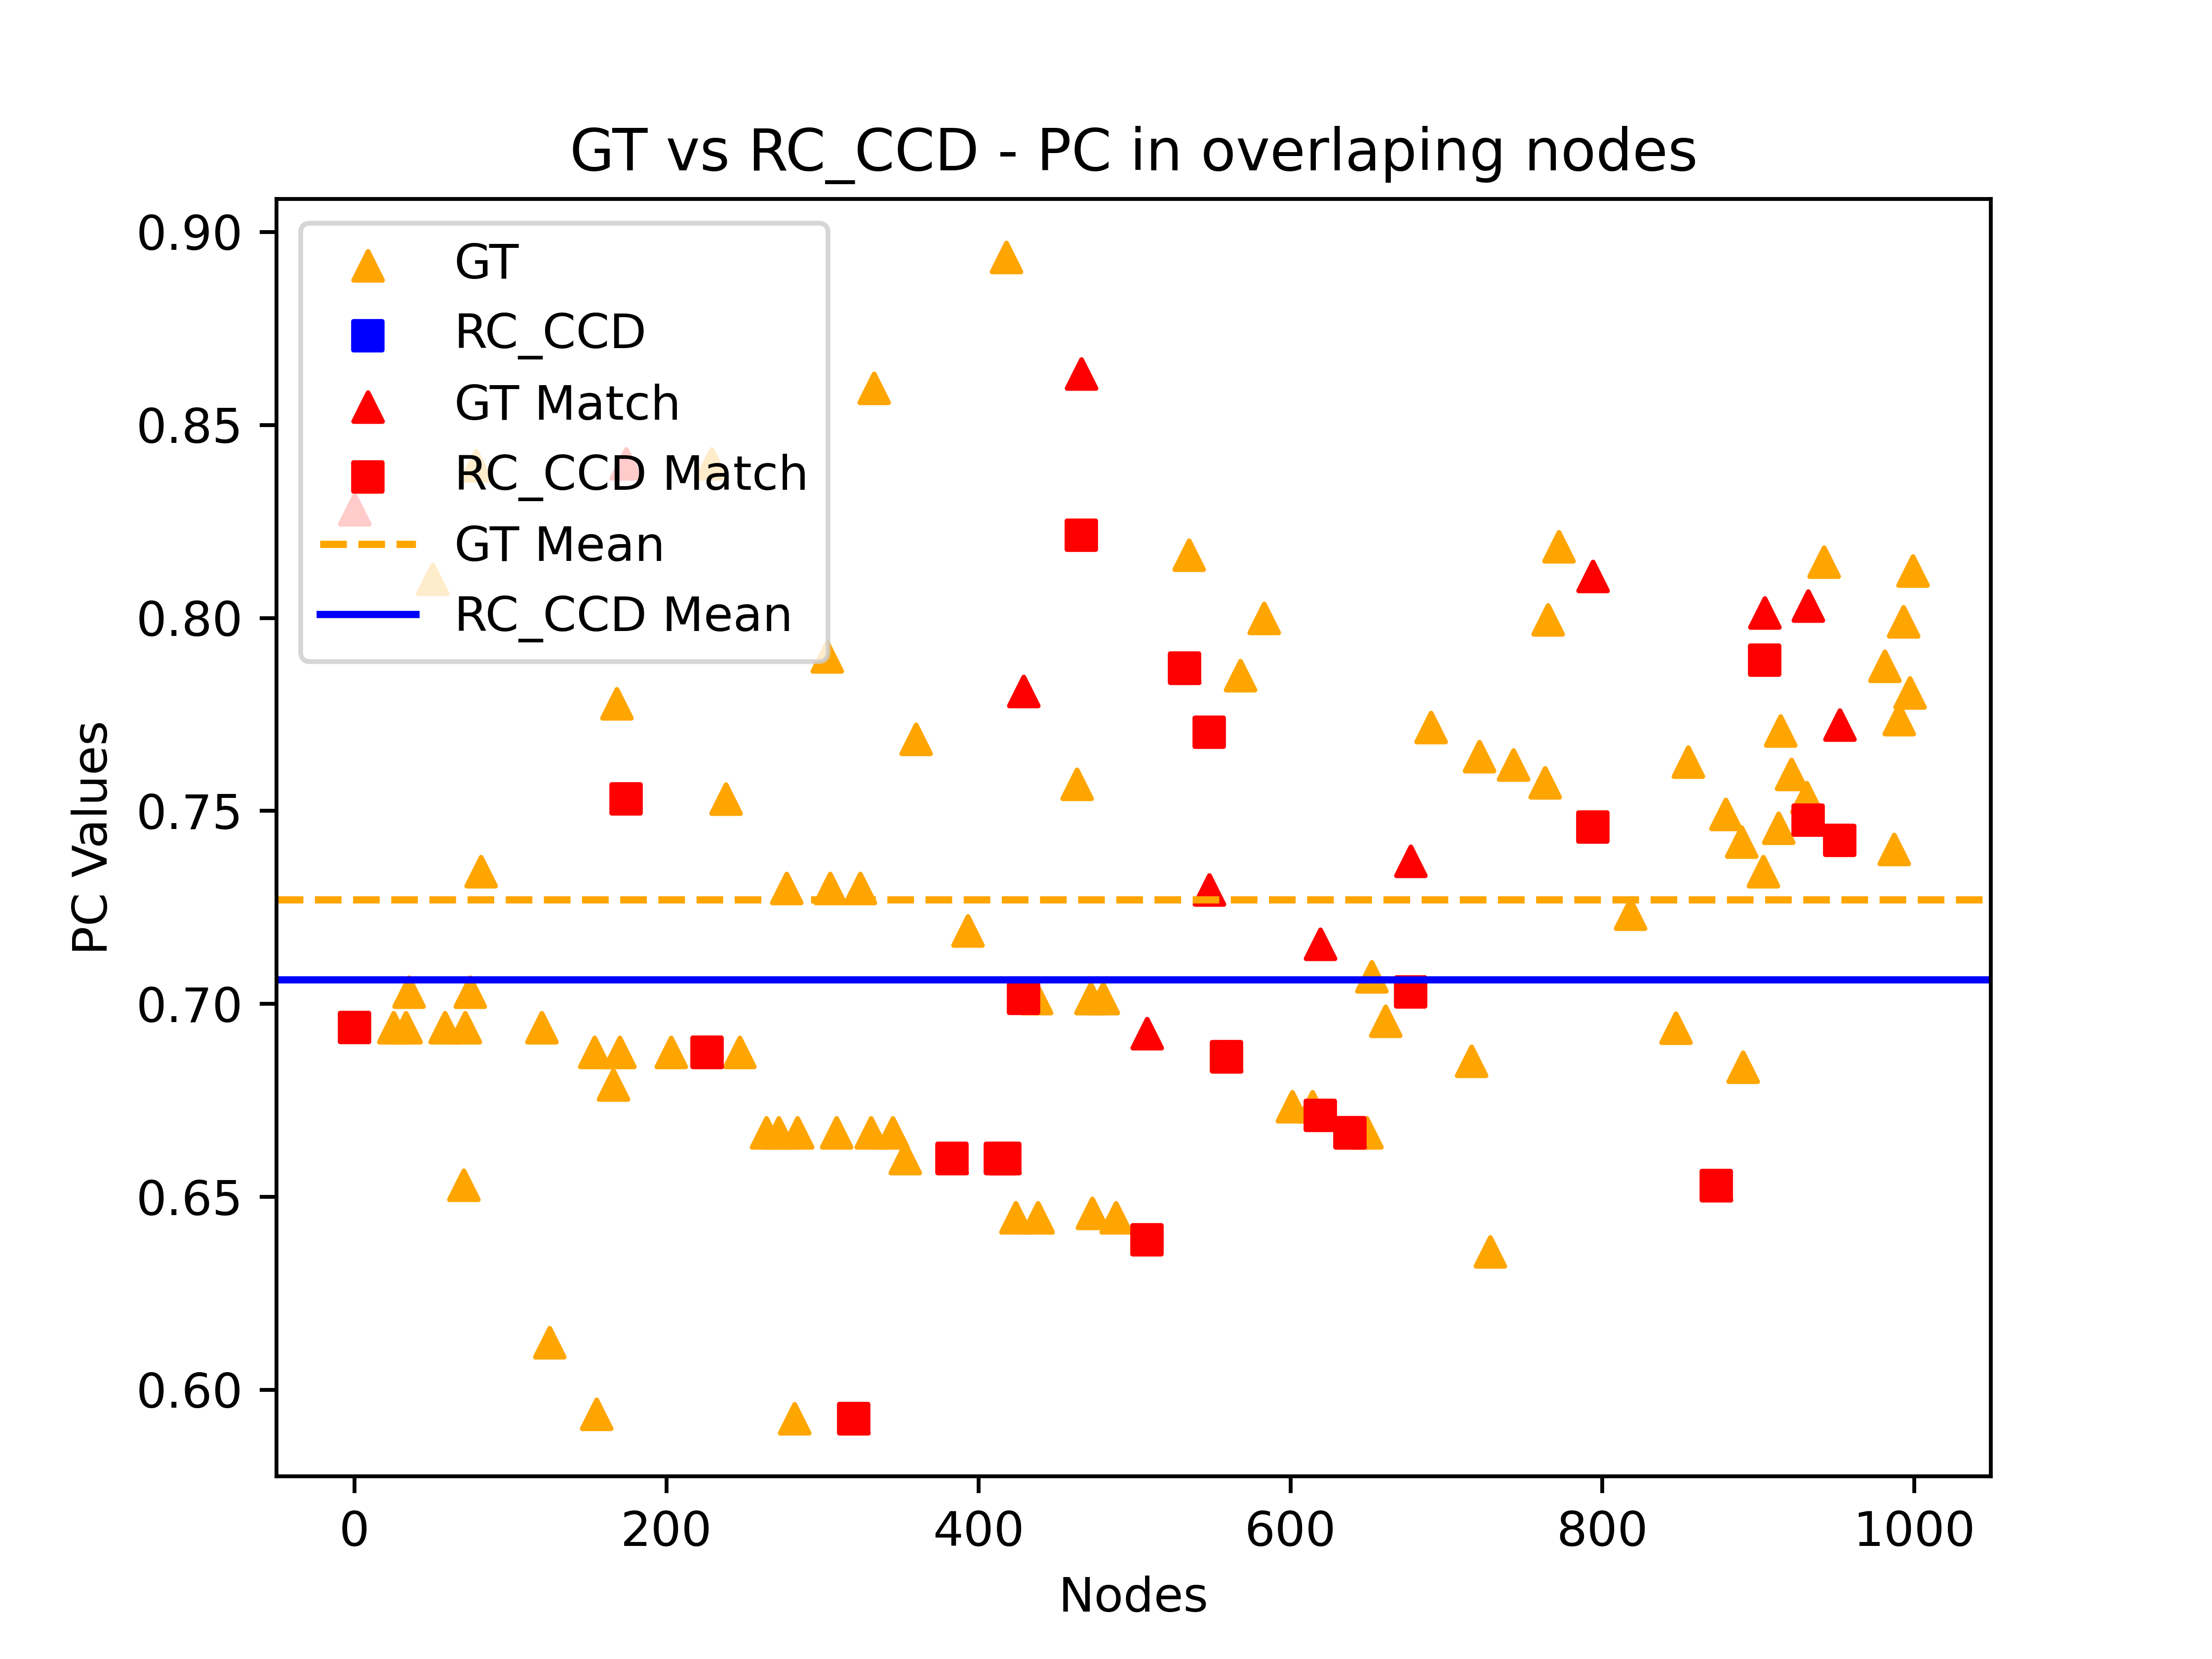 GT vs RC_CCD - PC in overlaping nodes
GT
RC_CCD
GT Match
RC_CCD Match
GT Mean
RC_CCD Mean
PC Values
0.90
0.85
0.80
0.75
0.70
0.65
0.60
0 200 400 600 800 1000
Nodes